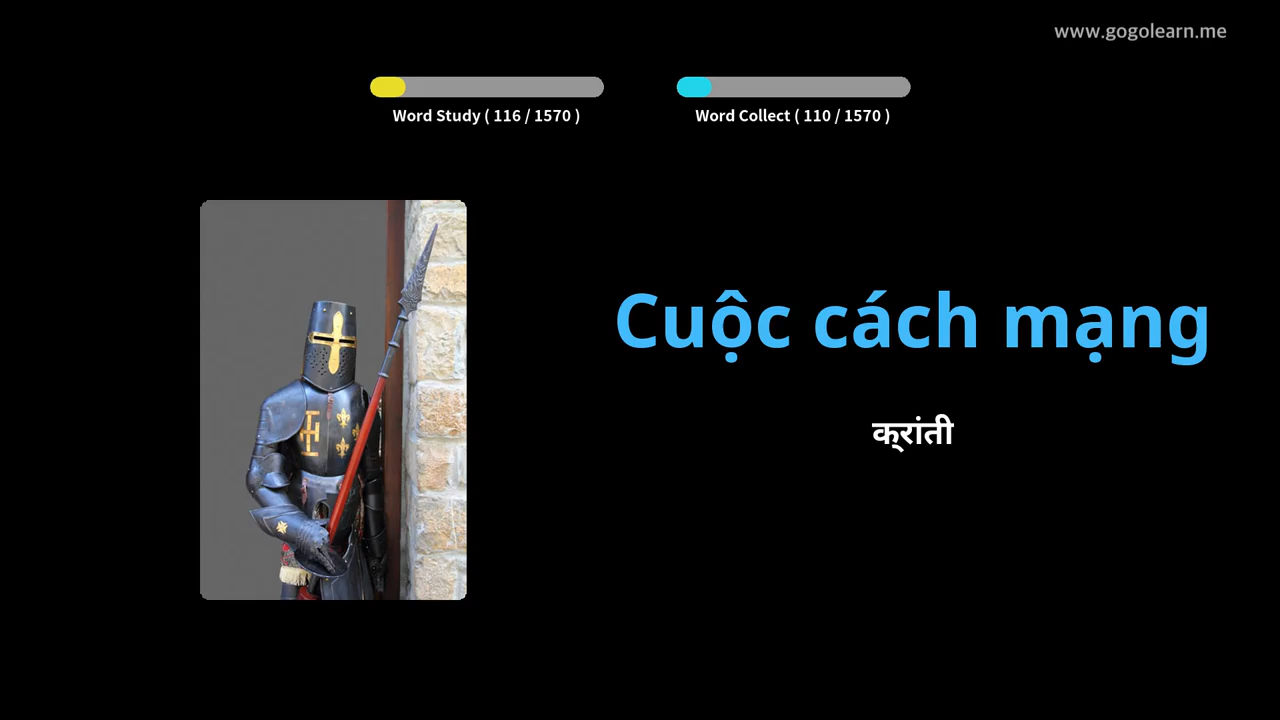 www.gogolearn.me
Word Study ( 116 / 1570 )
Word Collect ( 110 / 1570 )
Cuộc cách mạng
क्रांती